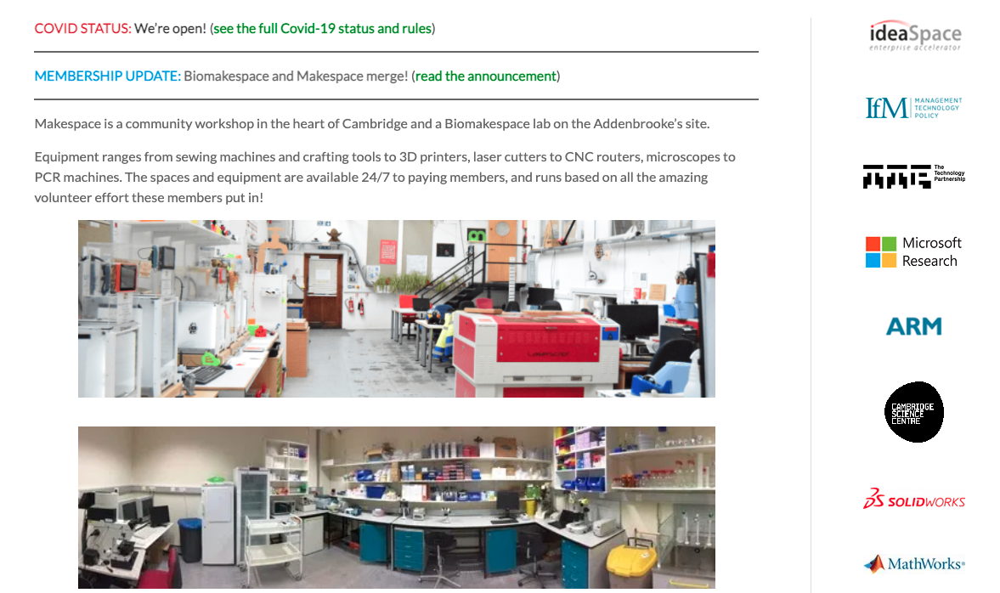 COVID STATUS: We're open! (see the full Covid-19 status and rules)
MEMBERSHIP UPDATE: Biomakespace and Makespace merge! (read the announcement)
Makespace is a community workshop in the heart of Cambridge and a Biomakespace lab on the Addenbrooke's site.
Equipment ranges from sewing machines and crafting tools to 3D printers, laser cutters to CNC routers, microscopes to
PCR machines. The spaces and equipment are available 24/7 to paying members, and runs based on all the amazing
volunteer effort these members put in!
ideaSpace
enterprise accelerator
IfM MANAGEMENT
TECHNOLOGY
POLICY
The
Technology
Partnership
Microsoft
Research
ARM
CAMBRIDGE
SCIENCE
CENTRE
SOLIDWORKS
MathWorks®